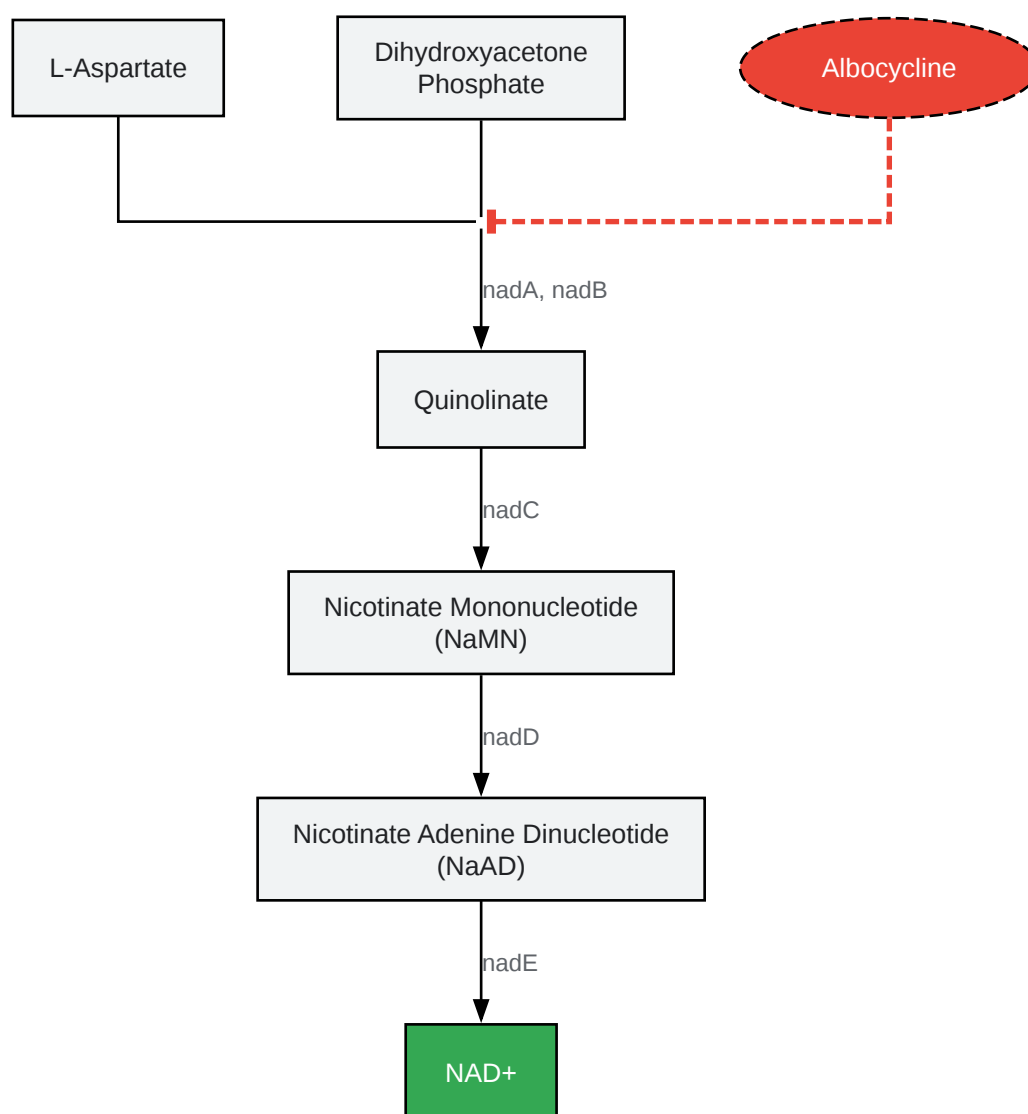 L-Aspartate
Dihydroxyacetone
Phosphate
Albocycline
nadA, nadB
Quinolinate
nadC
Nicotinate Mononucleotide
(NaMN)
nadD
Nicotinate Adenine Dinucleotide
(NaAD)
nadE
NAD+